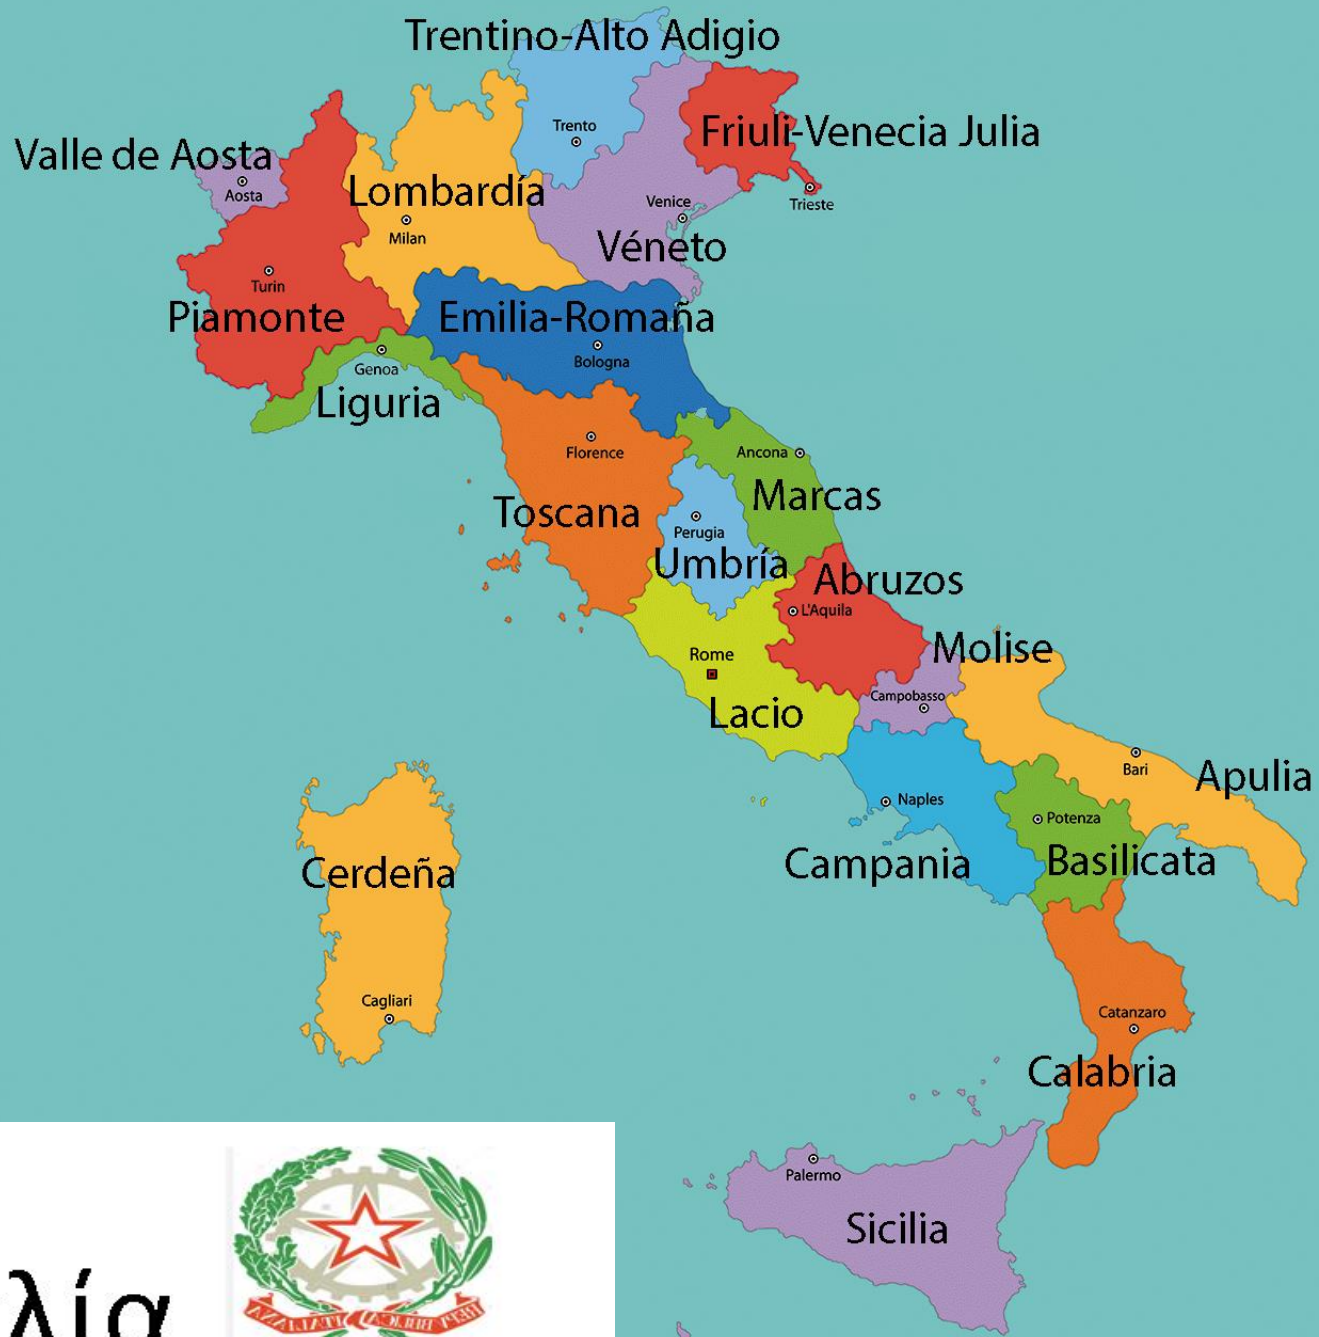 Trentino-Alto Adigio
Trento
Friuli-Venecia Julia
Trieste
Valle de Aosta
Aosta
Lombardía
Milan
Venice
Véneto
Turin
Piamonte
Emilia-Romaña
Bologna
Genoa
Liguria
Florence
Toscana
Ancona
Marcas
Perugia
Umbría
Abruzos
L'Aquila
Rome
Lacio
Molise
Campobasso
Bari
Apulia
Naples
Campania
Potenza
Basilicata
Cerdeña
Cagliari
Catanzaro
Calabria
Palermo
Sicilia
λία